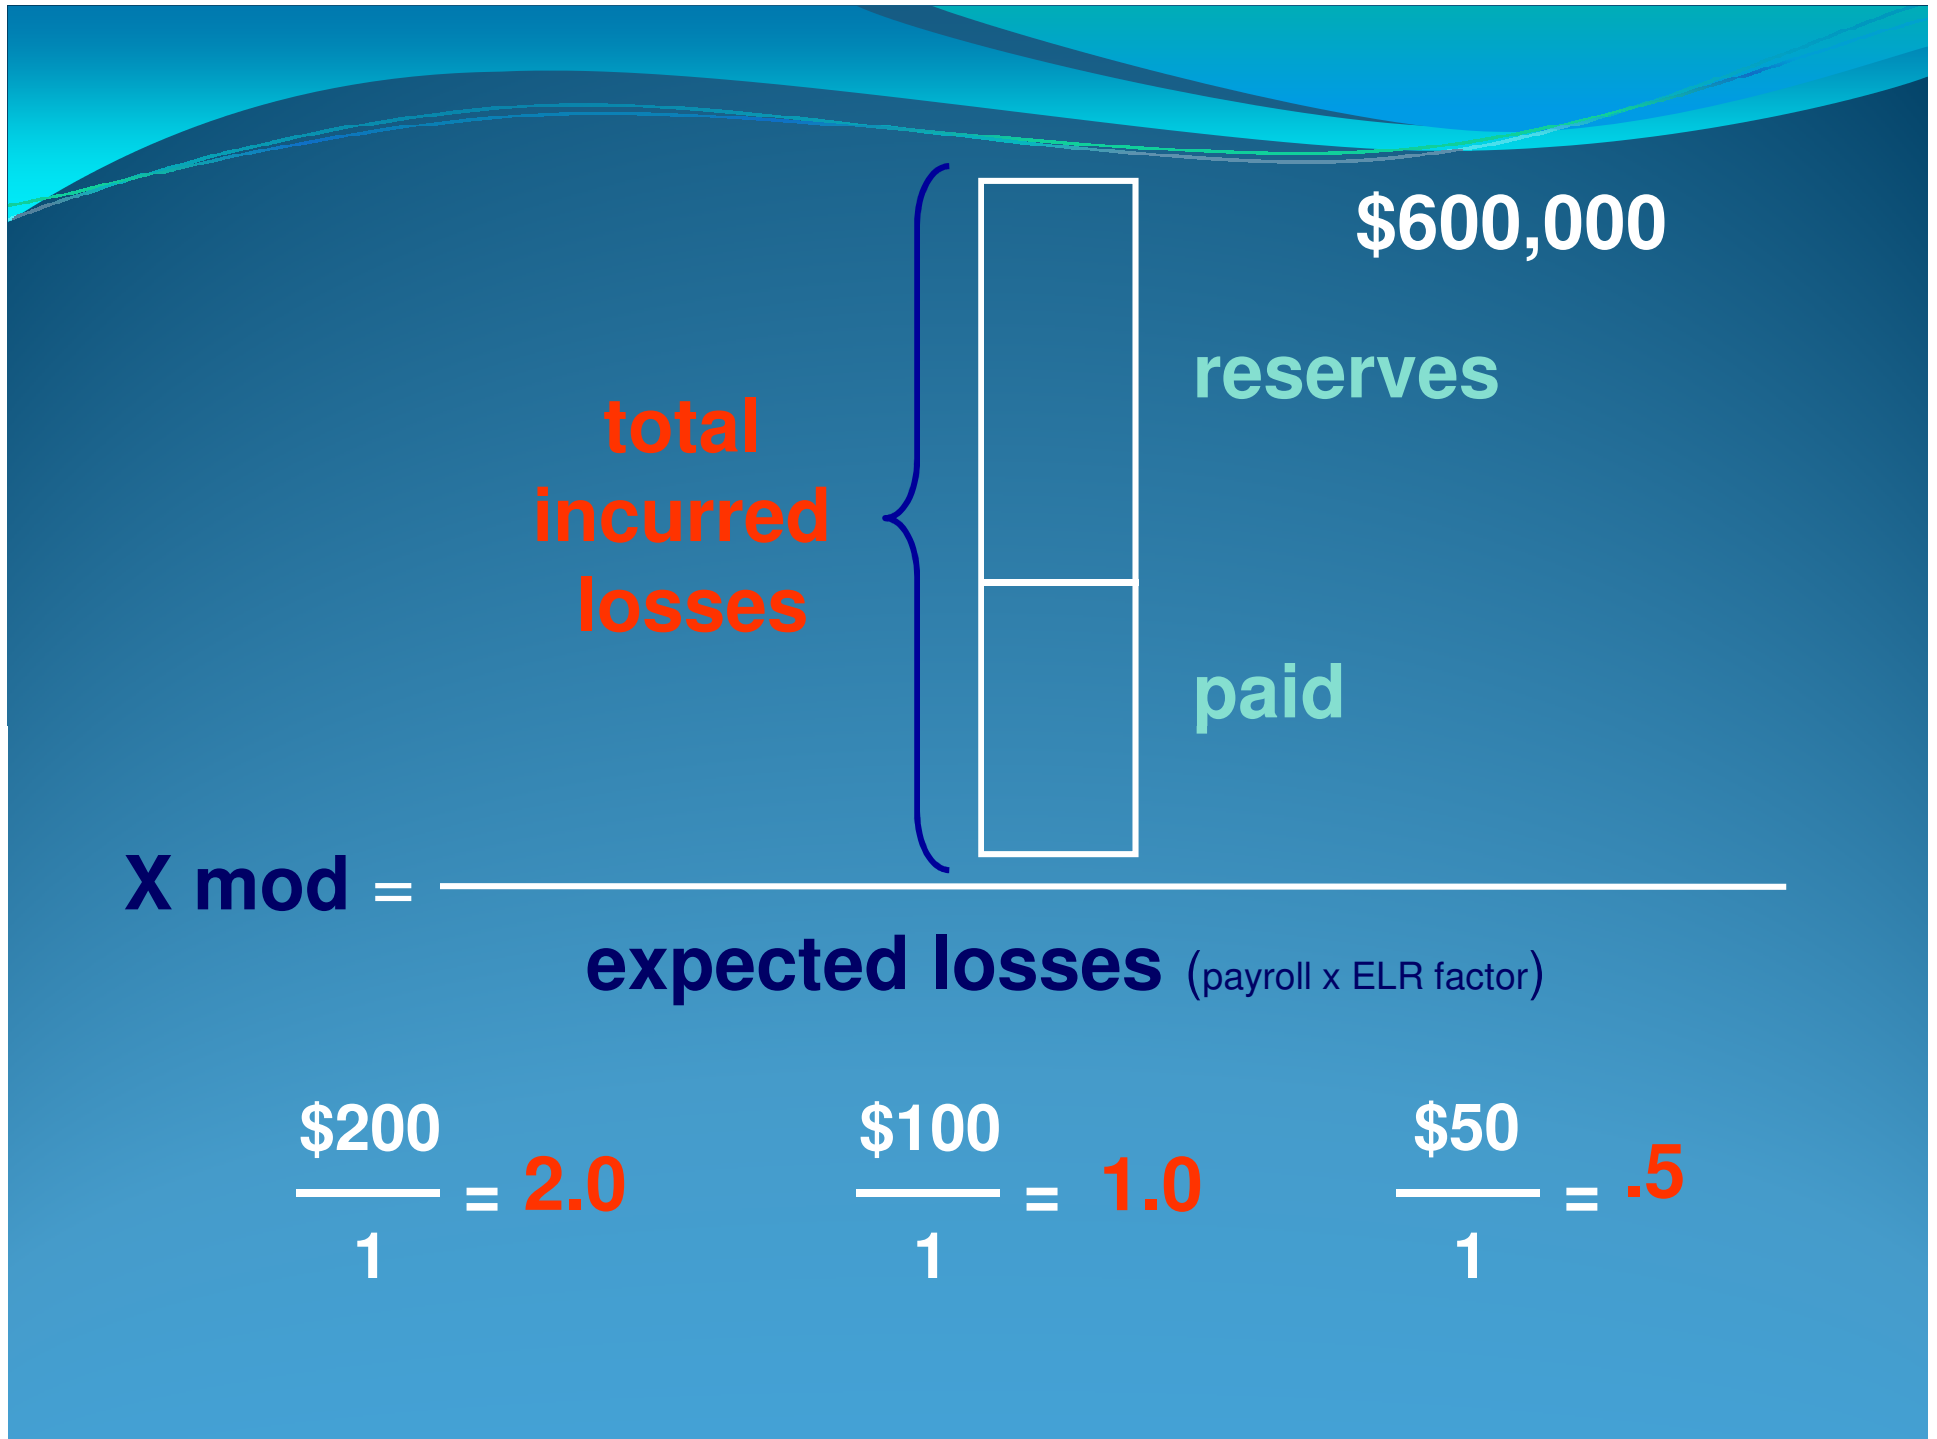 $600,000
reserves
total
incurred
losses
paid
X mod =
expected losses (payroll x ELR factor)
$200
1
= 2.0
$100
1
= 1.0
$50
1
= .5